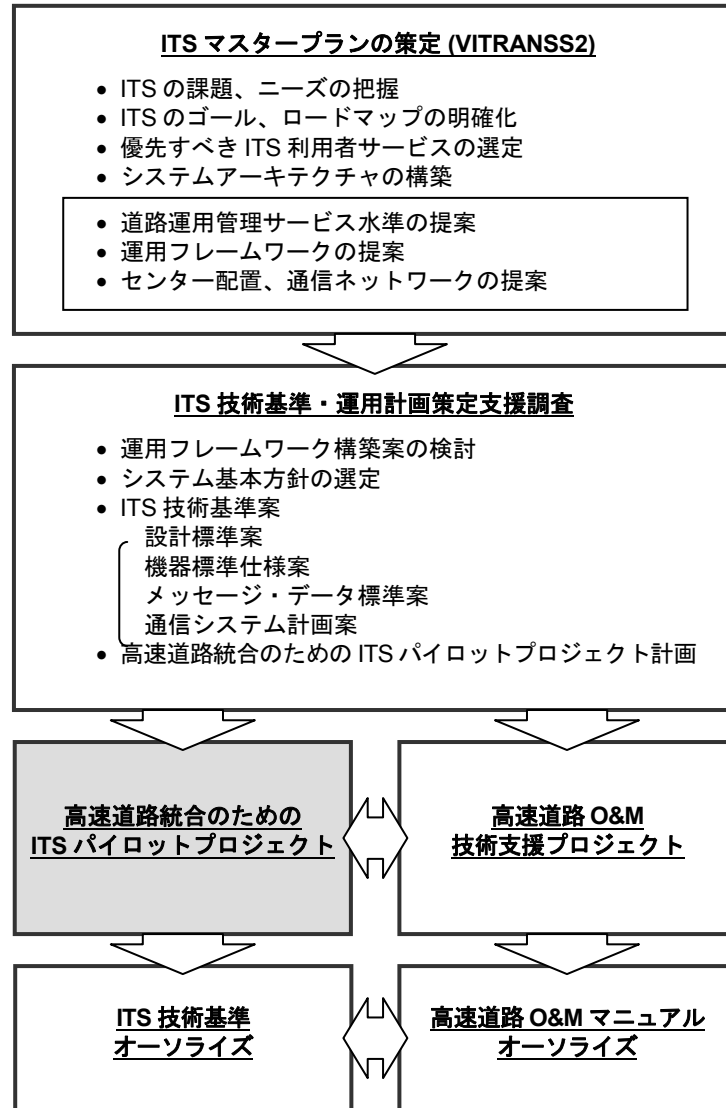 ITS マスタープランの策定 (VITRANSS2)
• ITS の課題、ニーズの把握
• ITS のゴール、ロードマップの明確化
• 優先すべき ITS 利用者サービスの選定
• システムアーキテクチャの構築
• 道路運用管理サービス水準の提案
• 運用フレームワークの提案
• センター配置、通信ネットワークの提案
ITS 技術基準・運用計画策定支援調査
• 運用フレームワーク構築案の検討
• システム基本方針の選定
• ITS 技術基準案
設計標準案
機器標準仕様案
メッセージ・データ標準案
通信システム計画案
• 高速道路統合のための ITS パイロットプロジェクト計画
高速道路統合のための
ITS パイロットプロジェクト
高速道路 O&M
技術支援プロジェクト
ITS 技術基準
オーソライズ
高速道路 O&M マニュアル
オーソライズ